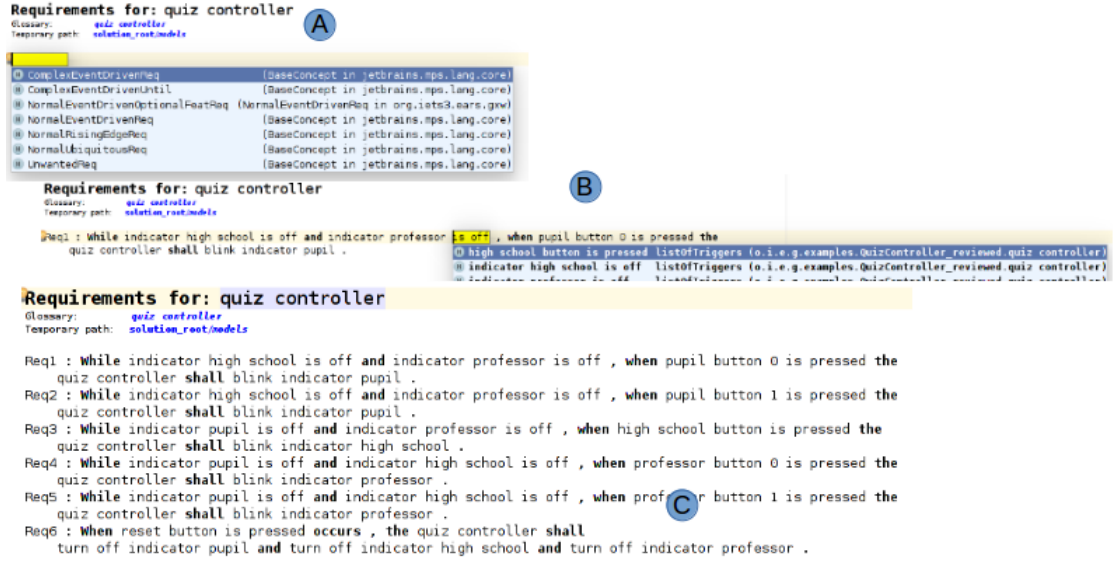 Requirements for: quiz controller
Glossary: quiz controller
Temporary path: solution_root/models
A
ComplexEventDrivenReq (BaseConcept in jetbrains.mps.lang.core)
ComplexEventDrivenUntil (BaseConcept in jetbrains.mps.lang.core)
NormalEventDrivenOptionalFeatReq (NormalEventDrivenReq in org.iets3.ears.gxw)
NormalEventDrivenReq (BaseConcept in jetbrains.mps.lang.core)
NormalRisingEdgeReq (BaseConcept in jetbrains.mps.lang.core)
NormalUbiquitousReq (BaseConcept in jetbrains.mps.lang.core)
UnwantedReq (BaseConcept in jetbrains.mps.lang.core)
Requirements for: quiz controller
Glossary: quiz controller
Temporary path: solution_root/models
B
Req1 : While indicator high school is off and indicator professor is off , when pupil button 0 is pressed the
quiz controller shall blink indicator pupil .
high school button is pressed listOfTriggers (o.i.e.g.examples.QuizController_reviewed.quiz controller)
indicator high school is off listOfTriggers (o.i.e.g.examples.QuizController_reviewed.quiz controller)
Requirements for: quiz controller
Glossary: quiz controller
Temporary path: solution_root/models
Req1 : While indicator high school is off and indicator professor is off , when pupil button 0 is pressed the
quiz controller shall blink indicator pupil .
Req2 : While indicator high school is off and indicator professor is off , when pupil button 1 is pressed the
quiz controller shall blink indicator pupil .
Req3 : While indicator pupil is off and indicator professor is off , when high school button is pressed the
quiz controller shall blink indicator high school .
Req4 : While indicator pupil is off and indicator high school is off , when professor button 0 is pressed the
quiz controller shall blink indicator professor .
Req5 : While indicator pupil is off and indicator high school is off , when professor button 1 is pressed the
quiz controller shall blink indicator professor .
C
Req6 : When reset button is pressed occurs , the quiz controller shall
turn off indicator pupil and turn off indicator high school and turn off indicator professor .